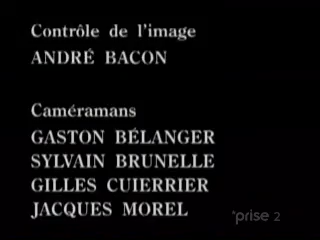 Contrôle de l'image
ANDRÉ BACON
Caméramans
GASTON BÉLANGER
SYLVAIN BRUNELLE
GILLES CUIERRIER
JACQUES MOREL
prise 2